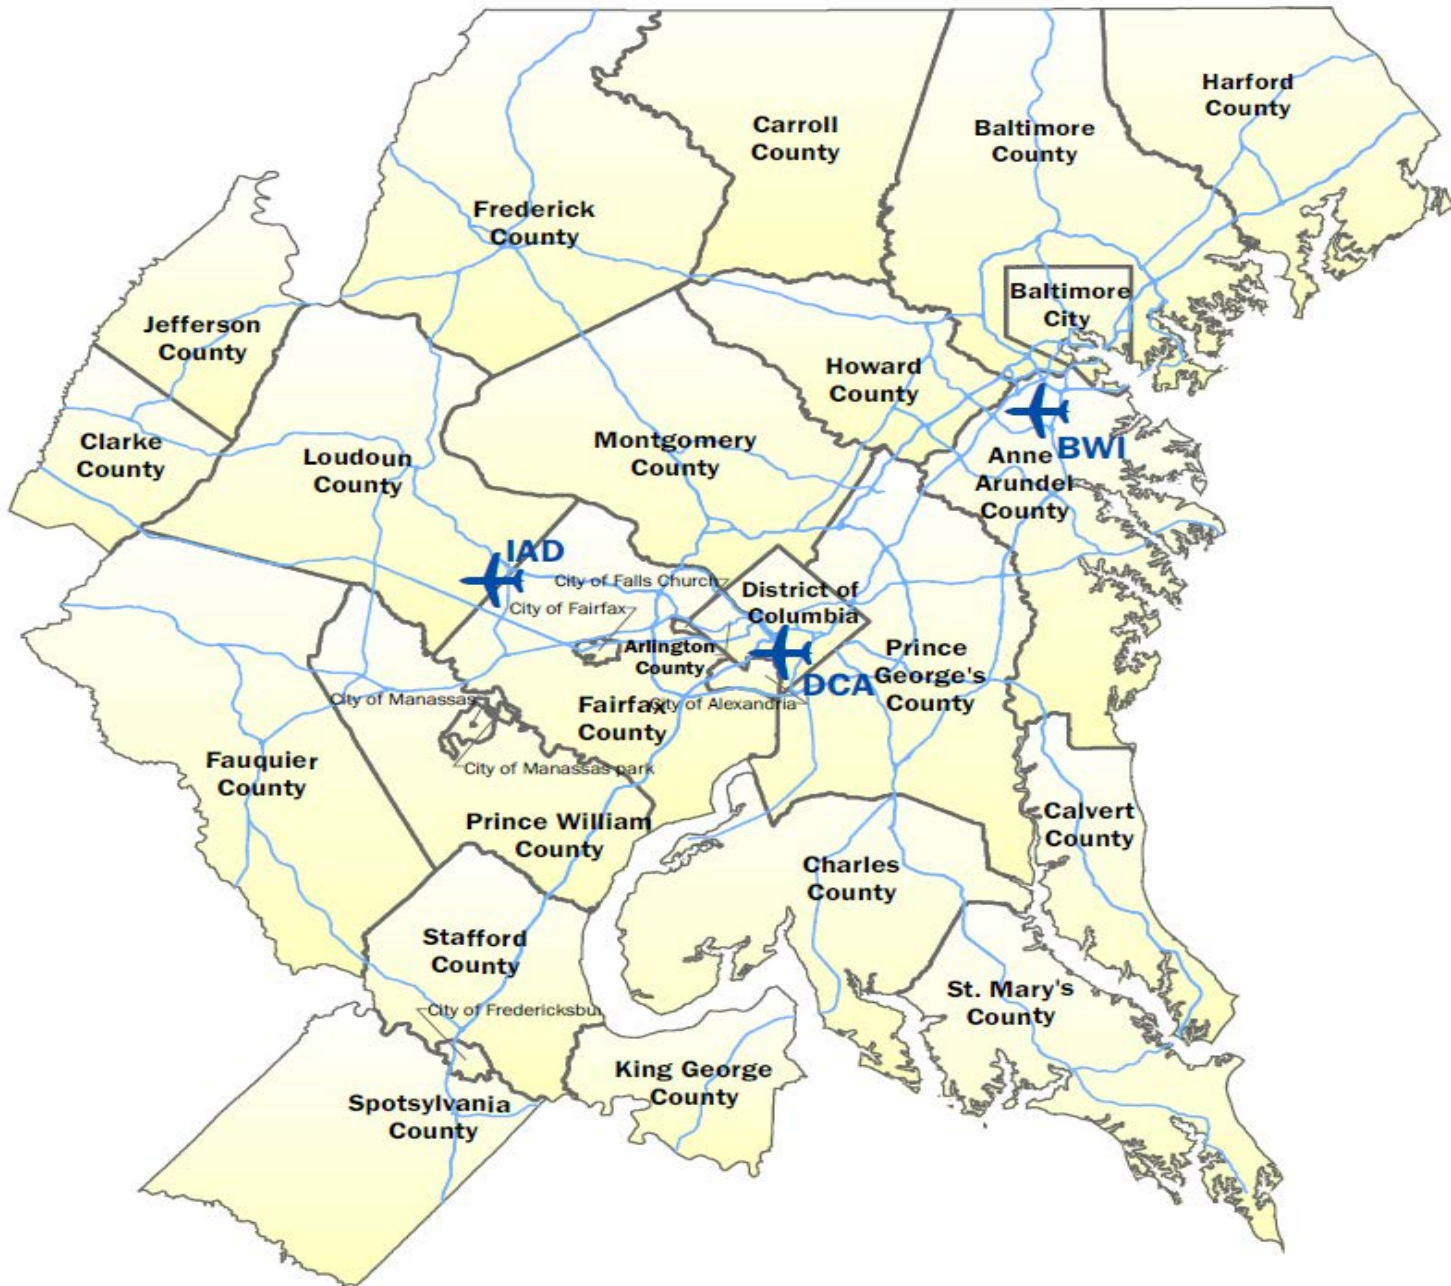 Harford
County
Carroll
County
Baltimore
County
Frederick
County
Baltimore
City
Jefferson
County
Howard
County
Clarke
County
Loudoun
County
Montgomery
County
BWI
Anne
Arundel
County
IAD
City of Falls Church
District of
Columbia
City of Fairfax
Arlington
County
Prince
George's
County
DCA
City of Manassas
Fairfax
County
City of Alexandria
Fauquier
County
City of Manassas park
Prince William
County
Calvert
County
Charles
County
Stafford
County
St. Mary's
County
City of Fredericksbu
King George
County
Spotsylvania
County